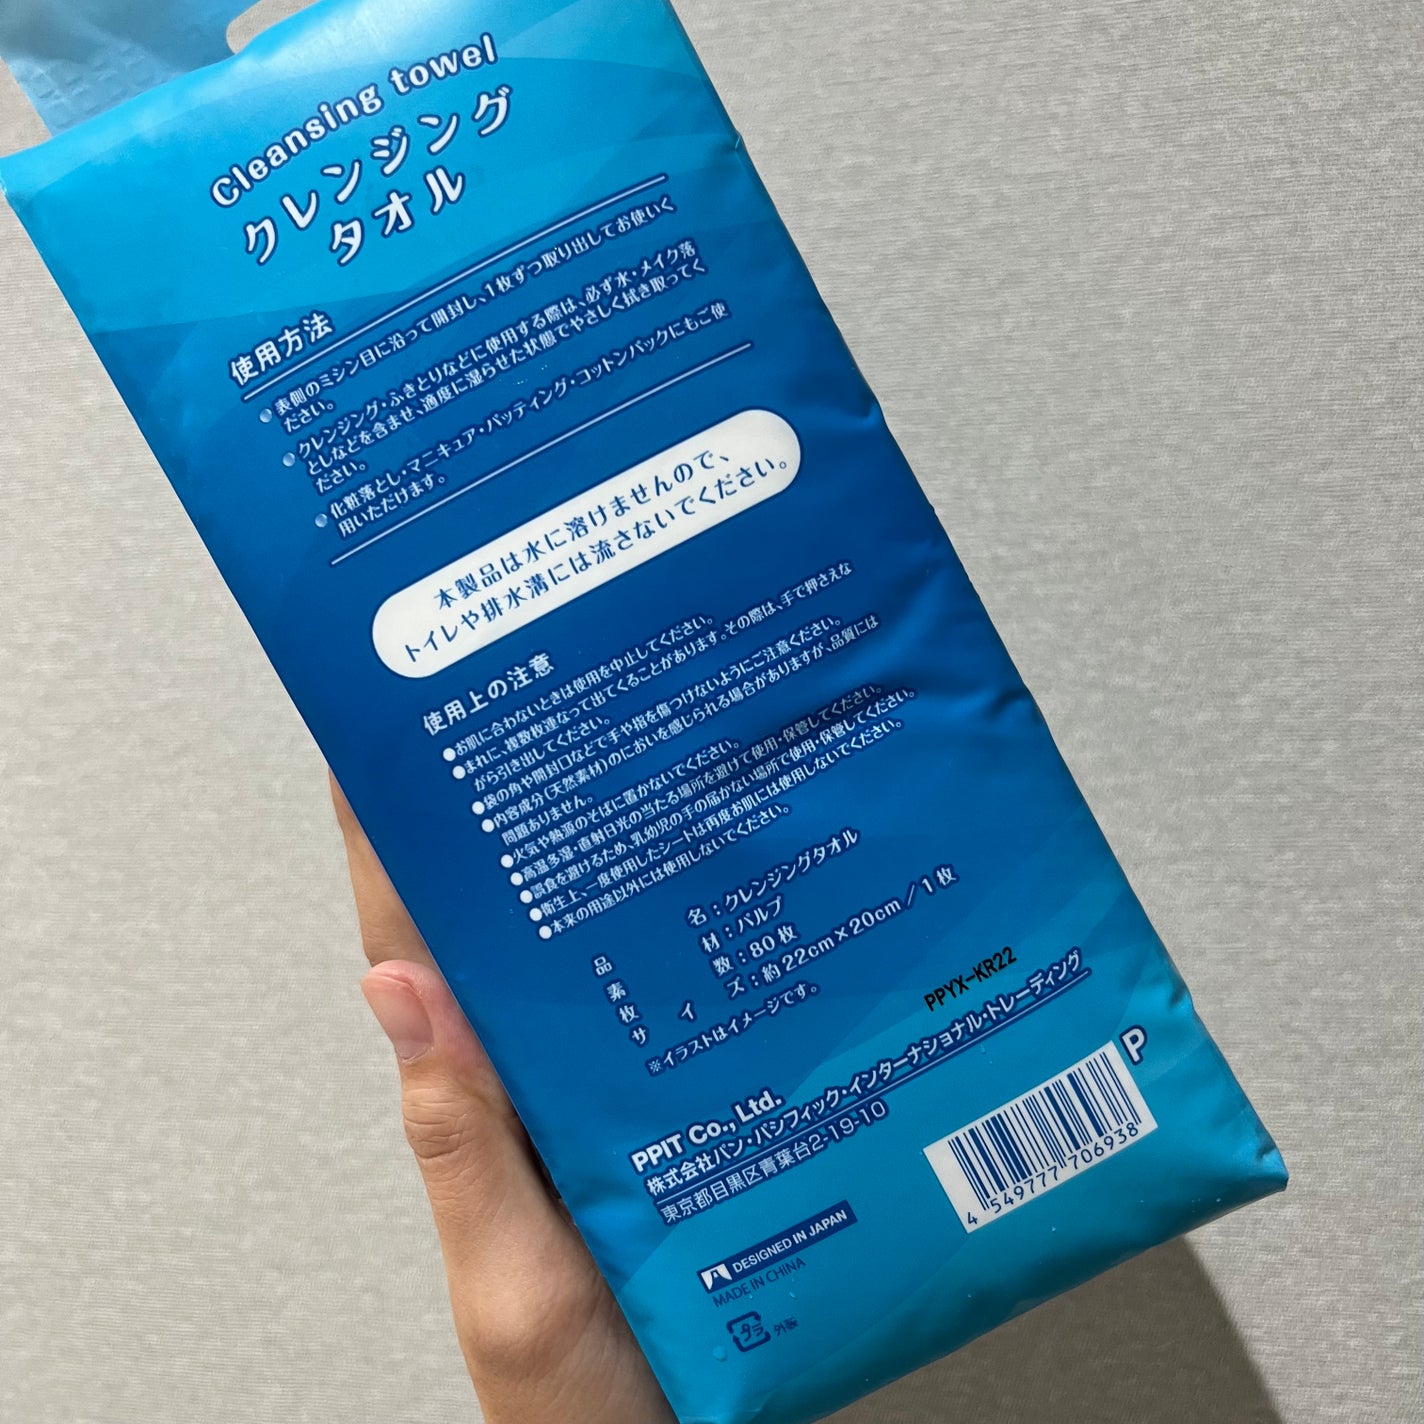 Cleansing towel
クレンジング
タオル
使用方法
表側のミシン目に沿って開封し、1枚ずつ取り出してお使いく
ださい。
クレンジング・ふきとりなどに使用する際は、必ず水・メイク落
としなどを含ませ、適度に湿らせた状態でやさしく拭き取ってく
ださい。
化粧落とし・マニキュア・パッティング・コットンパックにもご使
用いただけます。
本製品は水に溶けませんので、
トイレや排水溝には流さないでください。
使用上の注意
●お肌に合わないときは使用を中止してください。
●まれに、複数枚連なって出てくることがあります。その際は、手で押さえな
がら引き出してください。
●袋の角や開封口などで手や指を傷つけないようにご注意ください。
●内容成分(天然素材)のにおいを感じられる場合がありますが、品質には
問題ありません。
●火気や熱源のそばに置かないでください。
●高温多湿・直射日光の当たる場所を避けて使用・保管してください。
●誤食を避けるため、乳幼児の手の届かない場所で使用・保管してください。
●衛生上、一度使用したシートは再度お肌には使用しないでください。
●本来の用途以外には使用しないでください。
品名：クレンジングタオル
素材：パルプ
枚数：80枚
サイズ：約22cm×20cm／1枚
※イラストはイメージです。
PPYX-KR22
PPIT Co., Ltd.
株式会社パン・パシフィック・インターナショナル・トレーディング
東京都目黒区青葉台2-19-10
P
4 549777 706938
DESIGNED IN JAPAN
MADE IN CHINA
プラ 外装